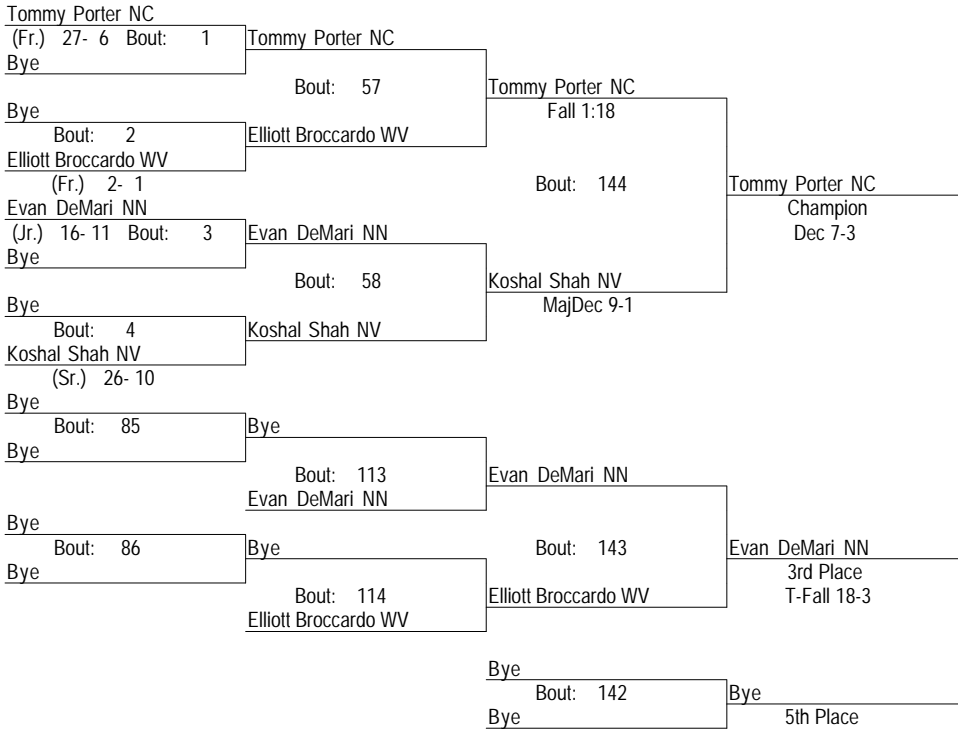 Tommy Porter NC
(Fr.) 27- 6 Bout: 1 Tommy Porter NC
Bye
Bout: 57 Tommy Porter NC
Bye Fall 1:18
Bout: 2 Elliott Broccardo WV
Elliott Broccardo WV
(Fr.) 2- 1 Bout: 144 Tommy Porter NC
Evan DeMari NN Champion
(Jr.) 16- 11 Bout: 3 Evan DeMari NN Dec 7-3
Bye
Bout: 58 Koshal Shah NV
Bye MajDec 9-1
Bout: 4 Koshal Shah NV
Koshal Shah NV
(Sr.) 26- 10
Bye
Bout: 85 Bye
Bye
Bout: 113 Evan DeMari NN
Evan DeMari NN
Bye
Bout: 86 Bye Bout: 143 Evan DeMari NN
Bye 3rd Place
Bout: 114 Elliott Broccardo WV T-Fall 18-3
Elliott Broccardo WV
Bye
Bout: 142 Bye
Bye 5th Place